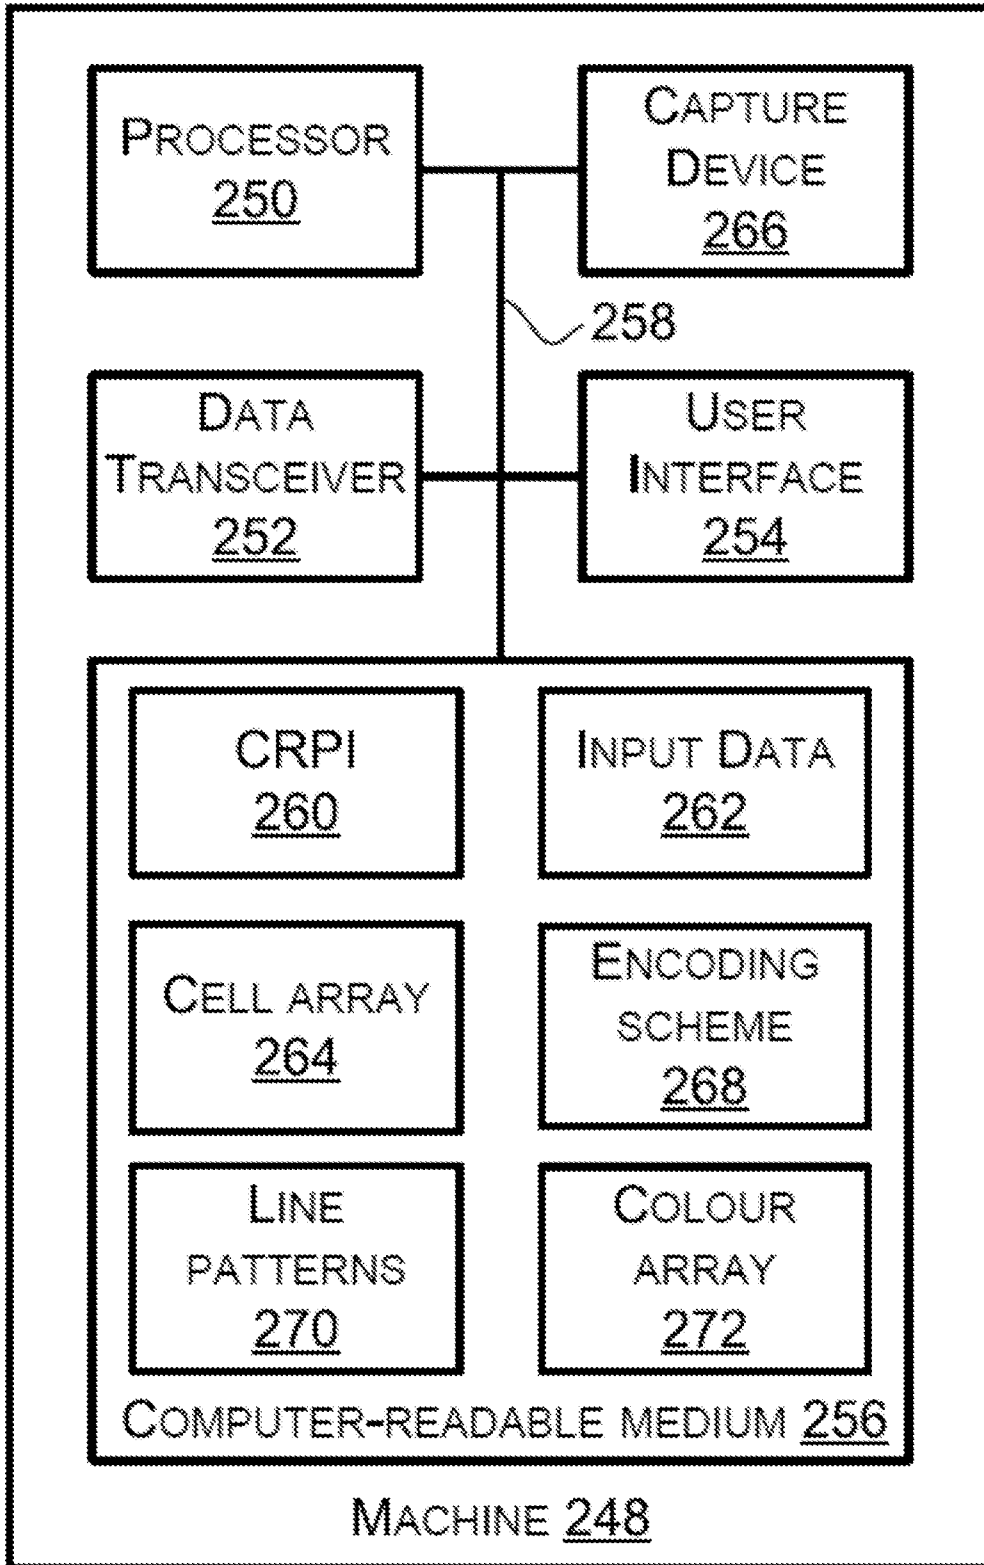 PROCESSOR
250
CAPTURE
DEVICE
266
258
DATA
TRANSCEIVER
252
USER
INTERFACE
254
CRPI
260
INPUT DATA
262
CELL ARRAY
264
ENCODING
SCHEME
268
LINE
PATTERNS
270
COLOUR
ARRAY
272
COMPUTER-READABLE MEDIUM 256
MACHINE 248